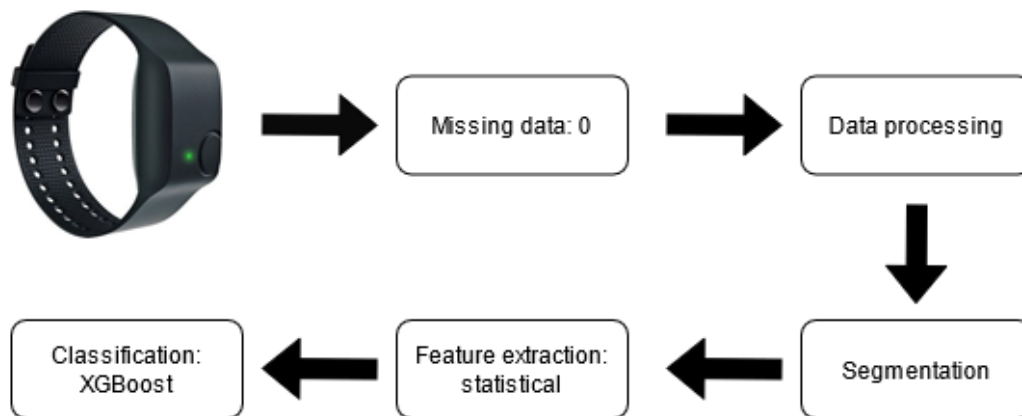 Missing data: 0
Data processing
Segmentation
Feature extraction:
statistical
Classification:
XGBoost